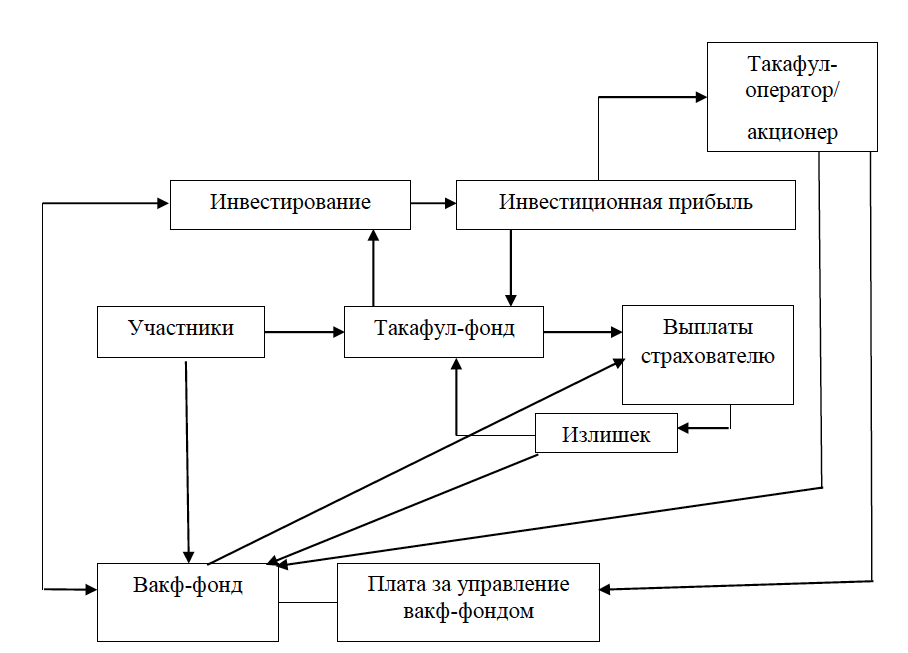 Такафул-
оператор/
акционер
Инвестирование
Инвестиционная прибыль
Участники
Такафул-фонд
Выплаты
страхователю
Излишек
Вакф-фонд
Плата за управление
вакф-фондом